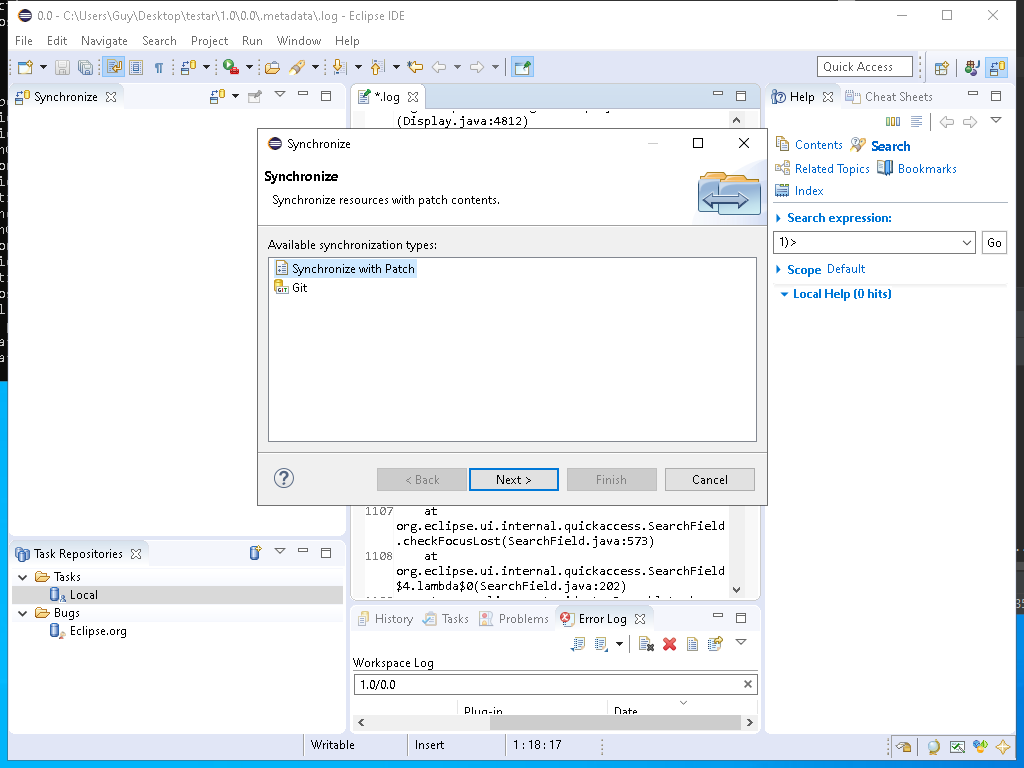 0.0 - C:\Users\Guy\Desktop\testar\1.0\0.0\.metadata\.log - Eclipse IDE
File Edit Navigate Search Project Run Window Help
Quick Access
Synchronize
*.log
Help
Cheat Sheets
(Display.java:4812)
Contents
Search
Related Topics
Bookmarks
Index
Search expression:
1)>
Go
Scope Default
Local Help (0 hits)
Synchronize
Synchronize
Synchronize resources with patch contents.
Available synchronization types:
Synchronize with Patch
Git
?
< Back
Next >
Finish
Cancel
1107 at
org.eclipse.ui.internal.quickaccess.SearchField
.checkFocusLost(SearchField.java:573)
1108 at
org.eclipse.ui.internal.quickaccess.SearchField
$4.lambda$0(SearchField.java:202)
Task Repositories
Tasks
Local
Bugs
Eclipse.org
History
Tasks
Problems
Error Log
Workspace Log
1.0/0.0
Plug-in
Date
Writable
Insert
1:18:17